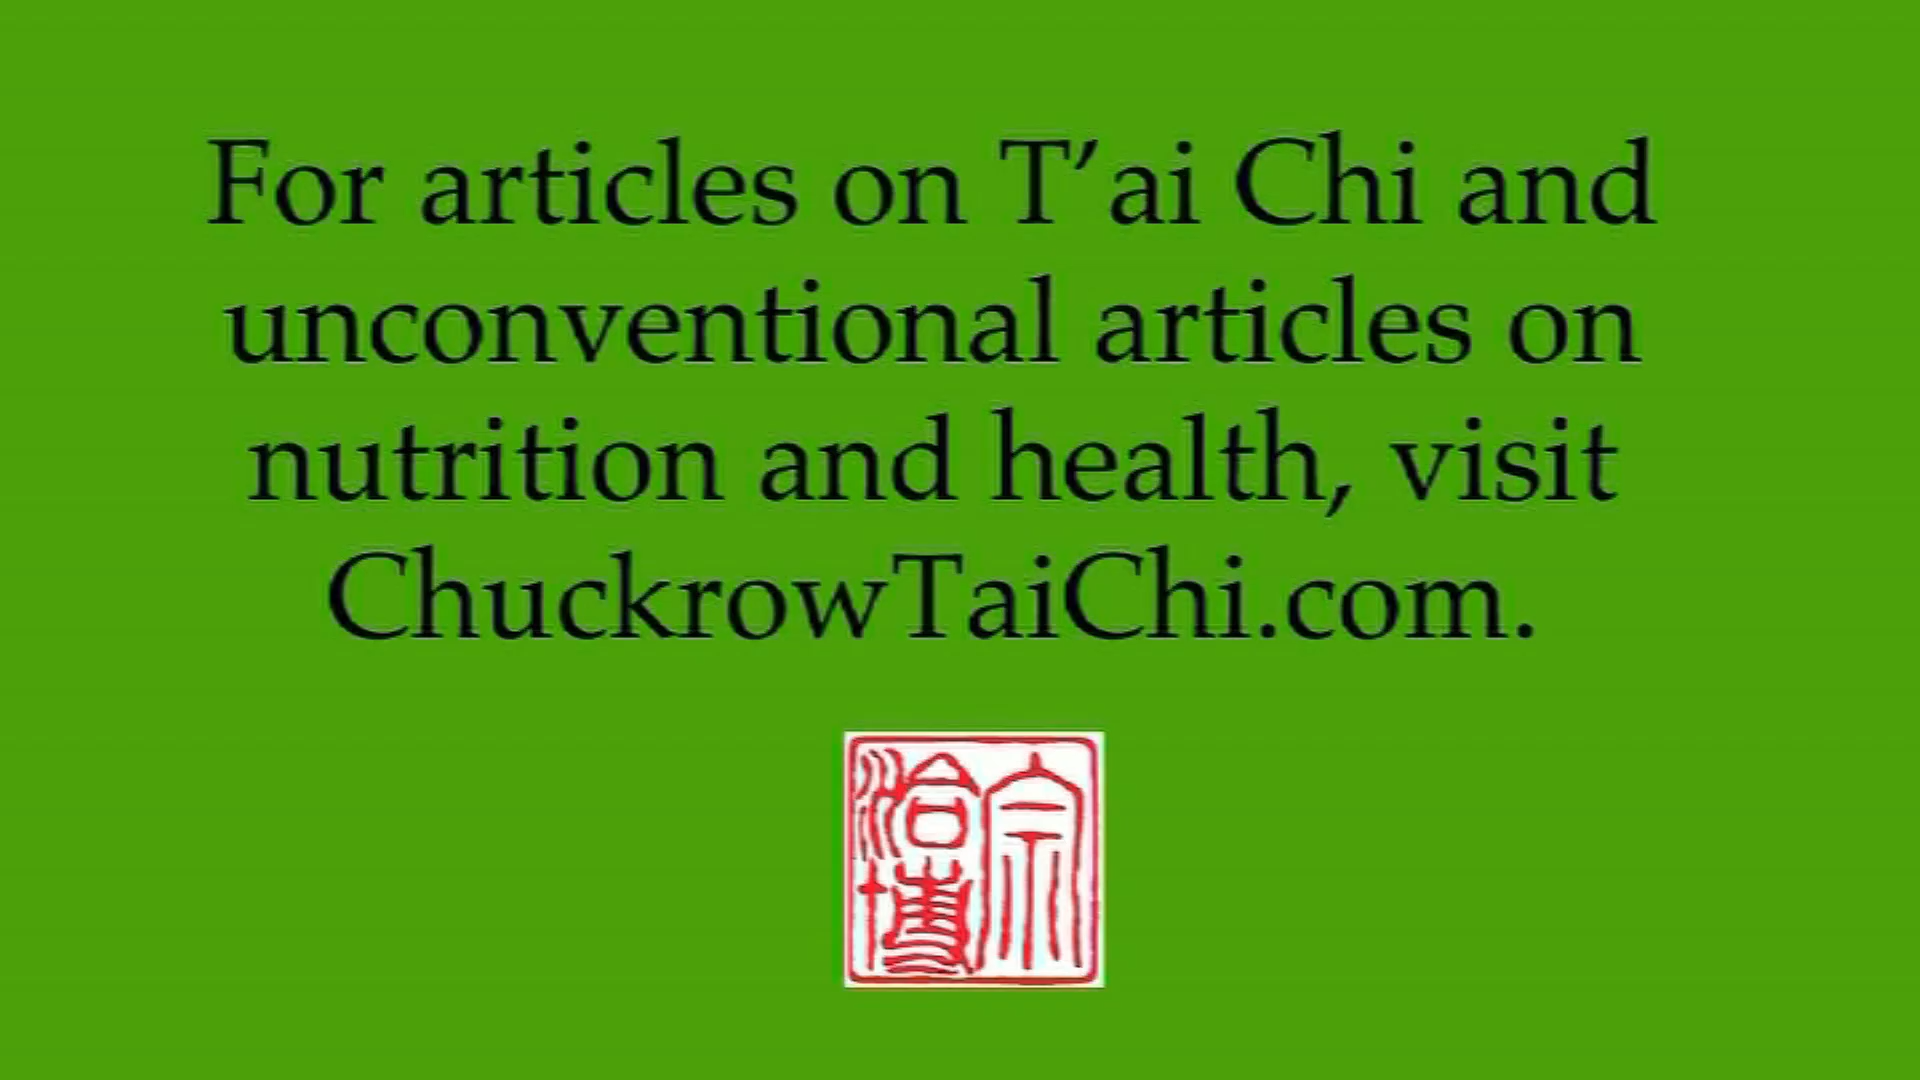 For articles on T’ai Chi and
unconventional articles on
nutrition and health, visit
ChuckrowTaiChi.com.